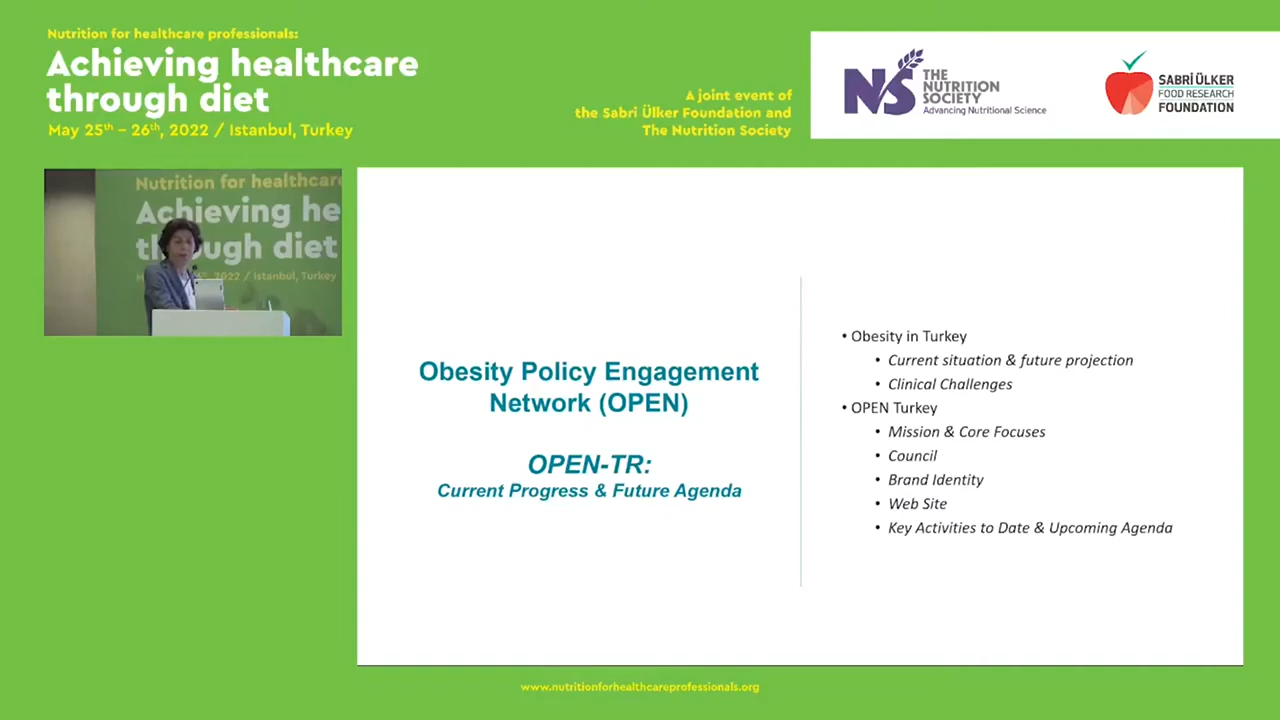 Nutrition for healthcare professionals:
Achieving healthcare
through diet
May 25th – 26th, 2022 / Istanbul, Turkey
A joint event of
the Sabri Ülker Foundation and
The Nutrition Society
NS
THE
NUTRITION
SOCIETY
Advancing Nutritional Science
SABRİ ÜLKER
FOOD RESEARCH
FOUNDATION
Nutrition for healthcare
Achieving he
through diet
2022 / Istanbul, Turkey
Obesity Policy Engagement
Network (OPEN)
OPEN-TR:
Current Progress & Future Agenda
• Obesity in Turkey
• Current situation & future projection
• Clinical Challenges
• OPEN Turkey
• Mission & Core Focuses
• Council
• Brand Identity
• Web Site
• Key Activities to Date & Upcoming Agenda
www.nutritionforhealthcareprofessionals.org